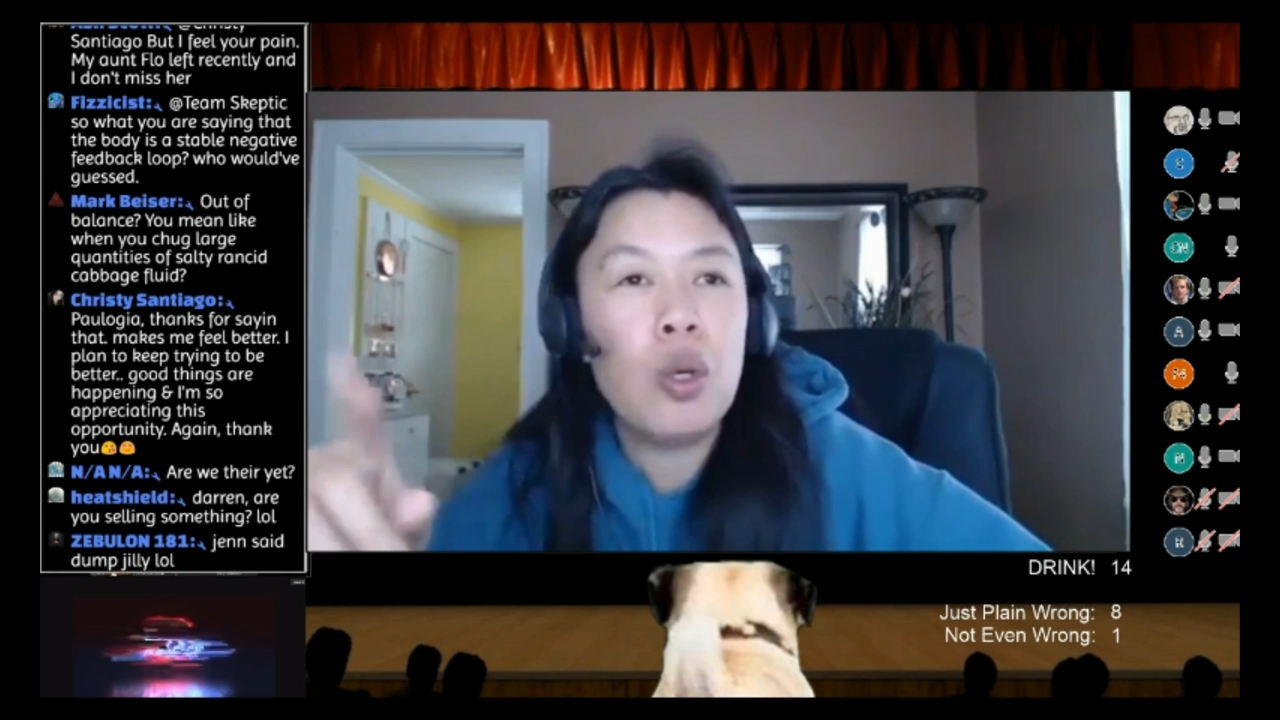 Santiago But I feel your pain.
My aunt Flo left recently and
I don't miss her
Fizzicist: @Team Skeptic
so what you are saying that
the body is a stable negative
feedback loop? who would've
guessed.
Mark Beiser: Out of
balance? You mean like
when you chug large
quantities of salty rancid
cabbage fluid?
Christy Santiago:
Paulogia, thanks for sayin
that. makes me feel better. I
plan to keep trying to be
better.. good things are
happening & I'm so
appreciating this
opportunity. Again, thank
you😘😊
N/A N/A: Are we their yet?
heatshield: darren, are
you selling something? lol
ZEBULON 181: jenn said
dump jilly lol
DRINK! 14
Just Plain Wrong: 8
Not Even Wrong: 1